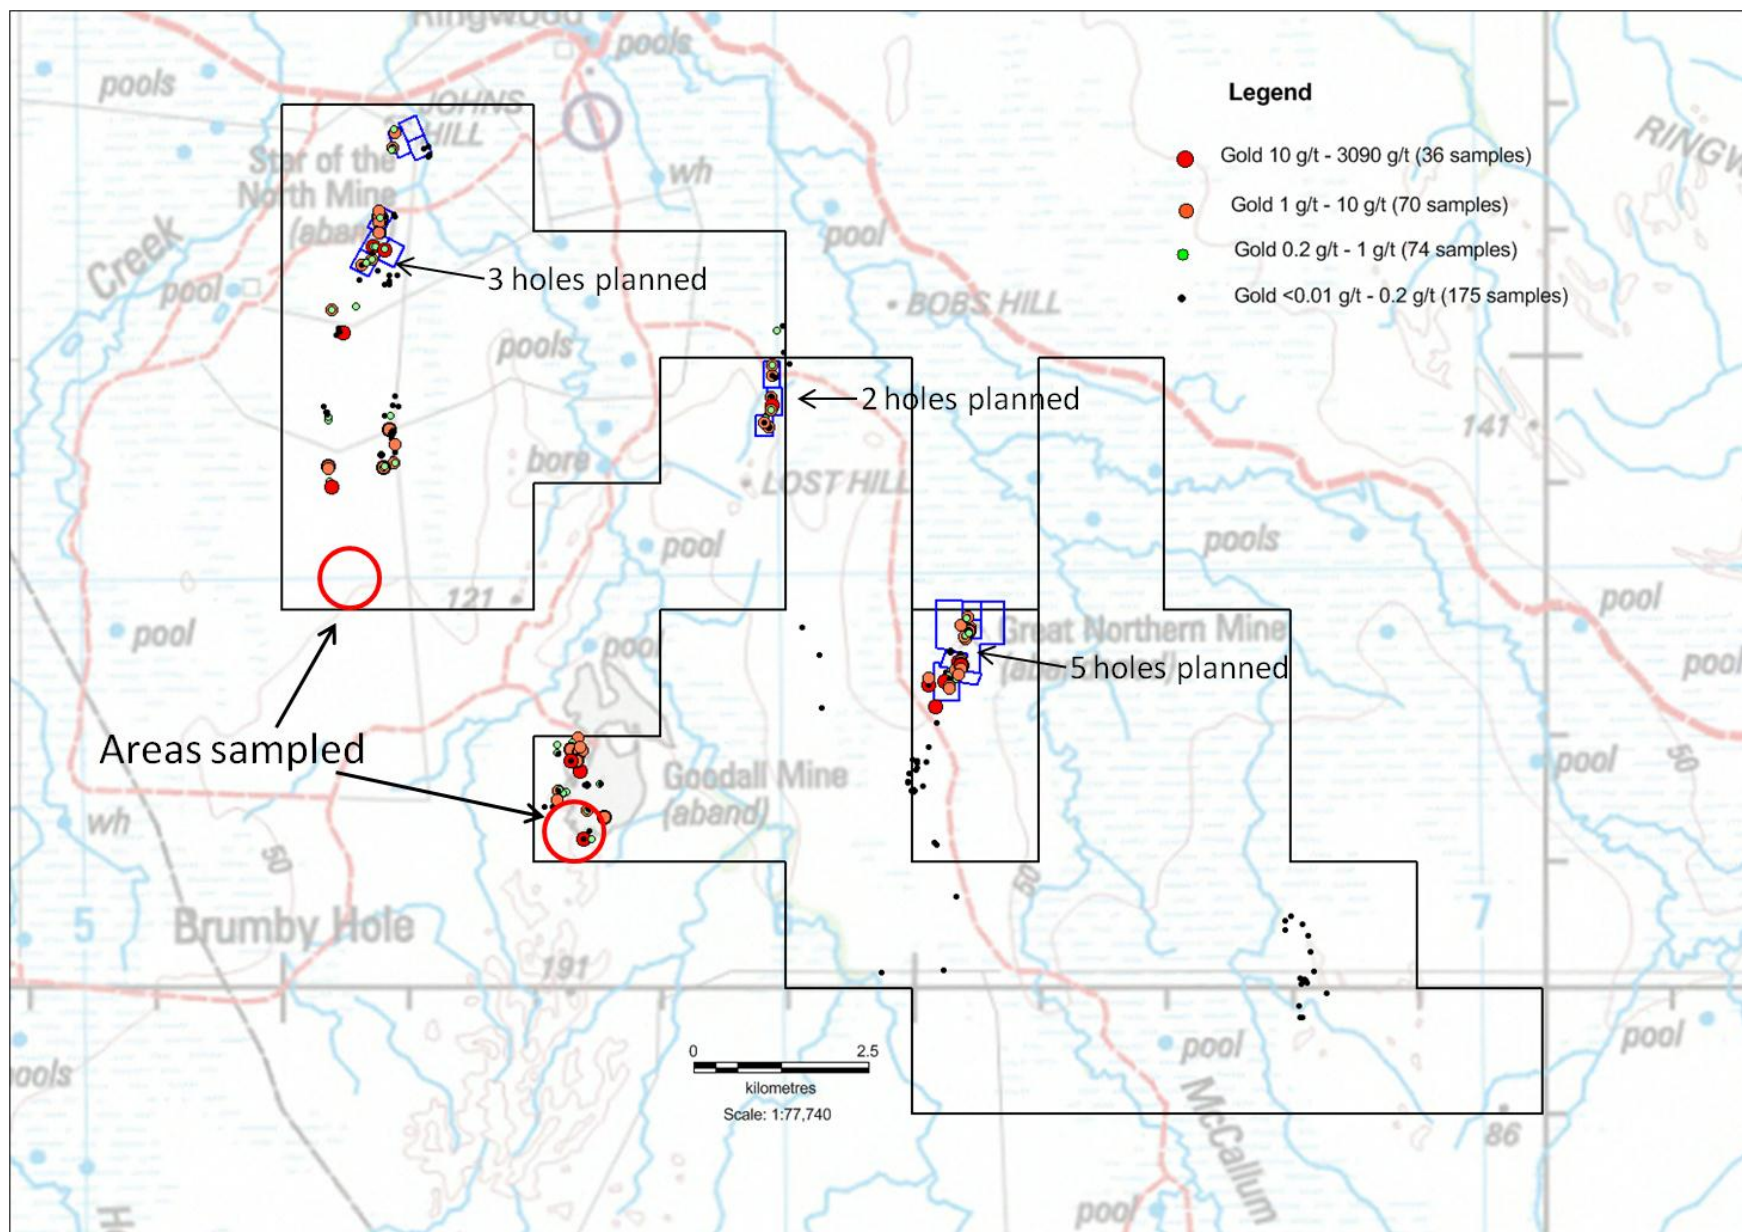 Ringwood
pools
pools
JOHNS
HILL
Legend
Star of the
North Mine
wh
Gold 10 g/t - 3090 g/t (36 samples)
Gold 1 g/t - 10 g/t (70 samples)
Creek
pool
Gold 0.2 g/t - 1 g/t (74 samples)
pool
3 holes planned
Gold <0.01 g/t - 0.2 g/t (175 samples)
BOBS HILL
pools
2 holes planned
141
bore
LOST HILL
pool
pools
121
pool
pool
pool
Great Northern Mine
5 holes planned
pool
Areas sampled
Goodall Mine
(aband)
pool
50
wh
50
50
5
Brumby Hole
7
191
0 2.5
kilometres
Scale: 1:77,740
pool
pool
McCallum
86
pool